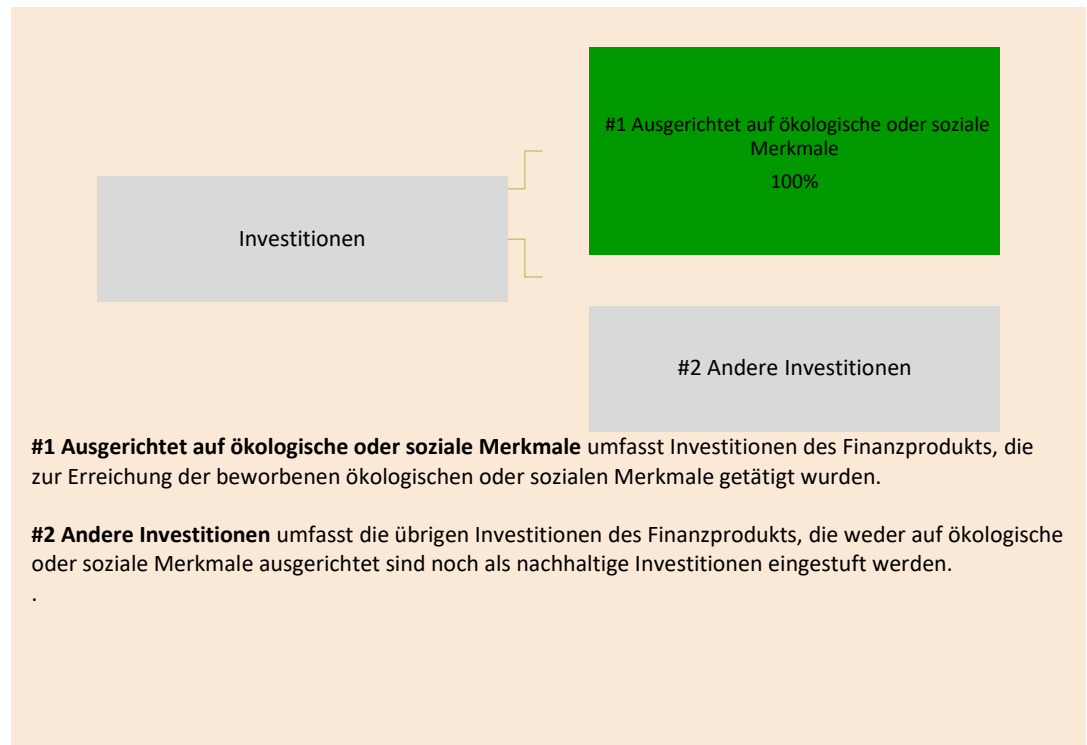 #1 Ausgerichtet auf ökologische oder soziale
Merkmale
100%
Investitionen
#2 Andere Investitionen
#1 Ausgerichtet auf ökologische oder soziale Merkmale umfasst Investitionen des Finanzprodukts, die
zur Erreichung der beworbenen ökologischen oder sozialen Merkmale getätigt wurden.
#2 Andere Investitionen umfasst die übrigen Investitionen des Finanzprodukts, die weder auf ökologische
oder soziale Merkmale ausgerichtet sind noch als nachhaltige Investitionen eingestuft werden.
.